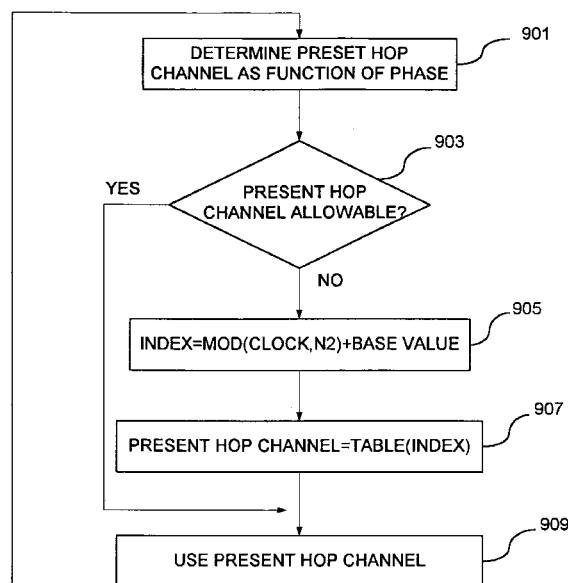 901
DETERMINE PRESET HOP
CHANNEL AS FUNCTION OF PHASE
903
YES
PRESENT HOP
CHANNEL ALLOWABLE?
NO
905
INDEX=MOD(CLOCK,N2)+BASE VALUE
907
PRESENT HOP CHANNEL=TABLE(INDEX)
909
USE PRESENT HOP CHANNEL